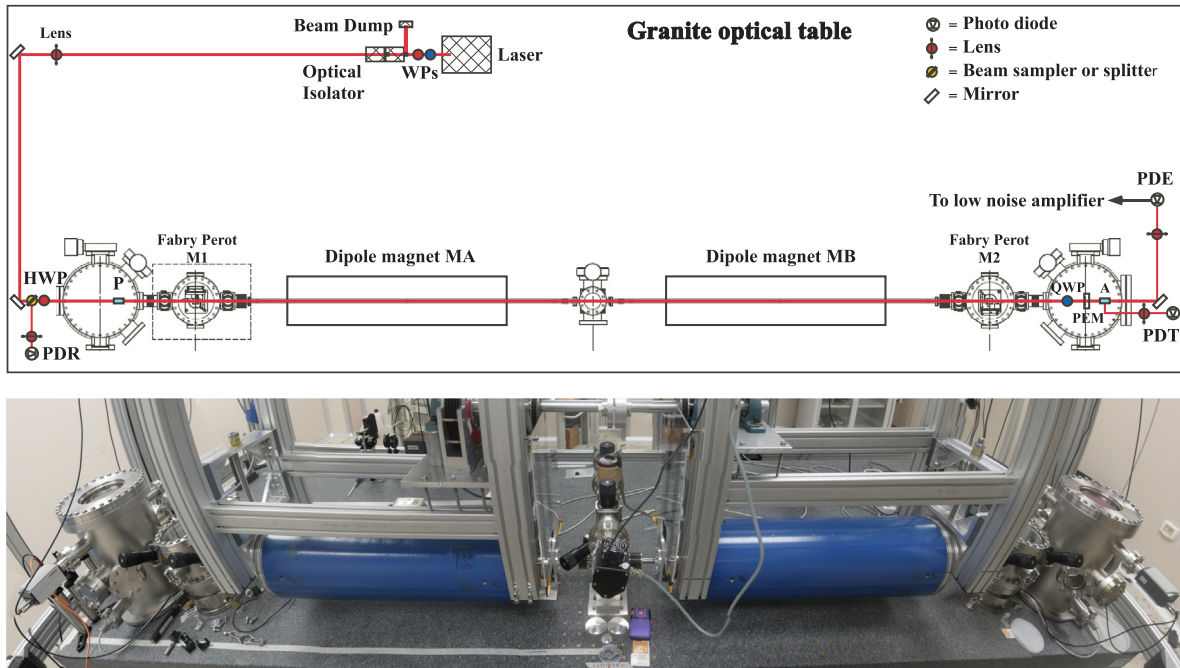 Beam Dump
Granite optical table
= Photo diode
= Lens
= Beam sampler or splitter
= Mirror
Lens
Optical
Isolator
WPs
Laser
PDE
To low noise amplifier
Fabry Perot
M1
Dipole magnet MA
Dipole magnet MB
Fabry Perot
M2
HWP
P
QWP
A
PEM
PDR
PDT